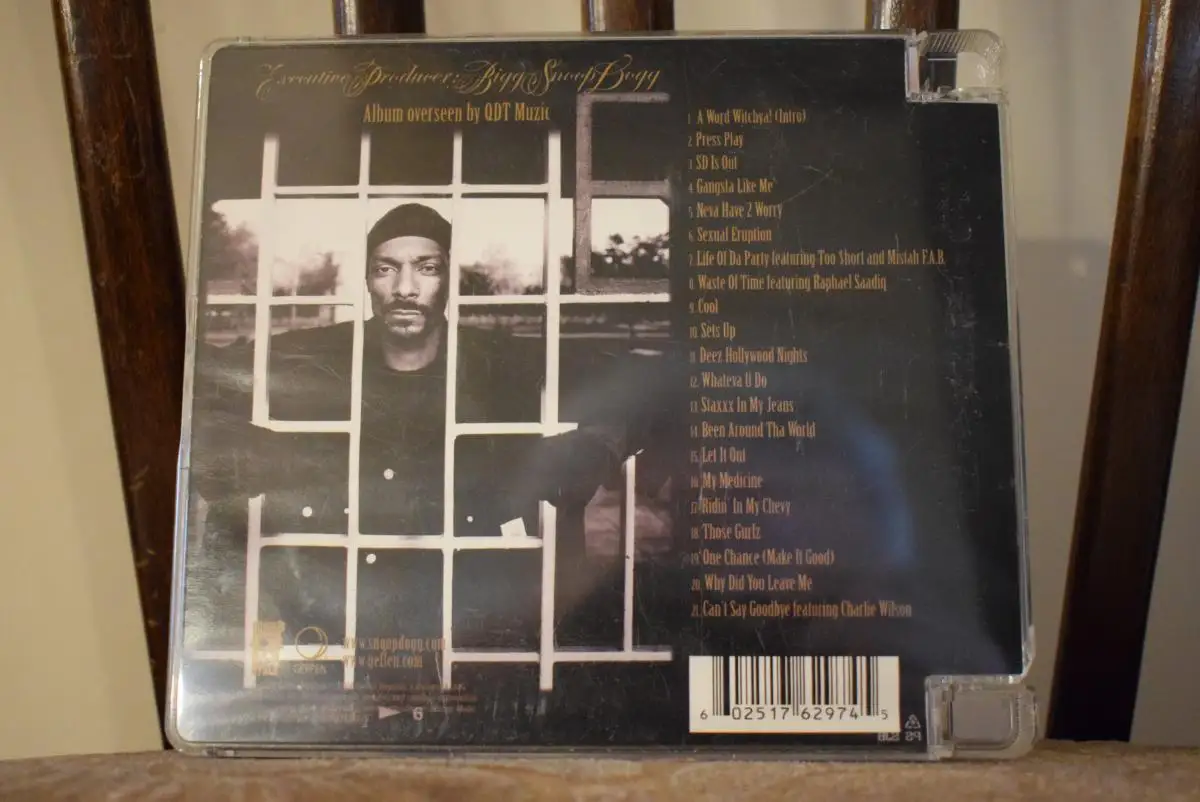 Executive Producer: Bigg Snoop Dogg
Album overseen by QDT Muzic
1. A Word Witchya! (Intro)
2. Press Play
3. SD Is Out
4. Gangsta Like Me
5. Neva Have 2 Worry
6. Sexual Eruption
7. Life Of Da Party featuring Too $hort and Mistah F.A.B.
8. Waste Of Time featuring Raphael Saadiq
9. Cool
10. Sets Up
11. Deez Hollywood Nights
12. Whateva U Do
13. Staxxx In My Jeans
14. Been Around Tha World
15. Let It Out
16. My Medicine
17. Ridin' In My Chevy
18. Those Gurlz
19. One Chance (Make It Good)
20. Why Did You Leave Me
21. Can't Say Goodbye featuring Charlie Wilson
GEFFEN
www.snoopdogg.com
www.geffen.com
6
6 02517 62974 5